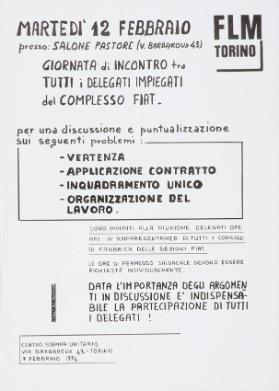 MARTEDI' 12 FEBBRAIO
presso: SALONE PASTORE (V. BARBAROUX 43)
FLM
TORINO
GIORNATA di INCONTRO tra
TUTTI i DELEGATI IMPIEGATI
del COMPLESSO FIAT.
per una discussione e puntualizzazione
sui seguenti problemi:
- VERTENZA
- APPLICAZIONE CONTRATTO
- INQUADRAMENTO UNICO
- ORGANIZZAZIONE DEL
LAVORO.
SONO INVITATI ALLA RIUNIONE DELEGATI OPE-
RAI IN RAPPRESENTANZA DI TUTTI I CONSIGLI
DI FABBRICA DELLE SEZIONI FIAT.
LE ORE DI PERMESSO SINDACALE DEVONO ESSERE
RICHIESTE INDIVIDUALMENTE.
! DATA L'IMPORTANZA DEGLI ARGOMEN
TI IN DISCUSSIONE E' INDISPENSA-
BILE LA PARTECIPAZIONE DI TUTTI
I DELEGATI !
CENTRO STAMPA UNITARIO
VIA BARBAROUX 43 - TORINO
7 FEBBRAIO 1974